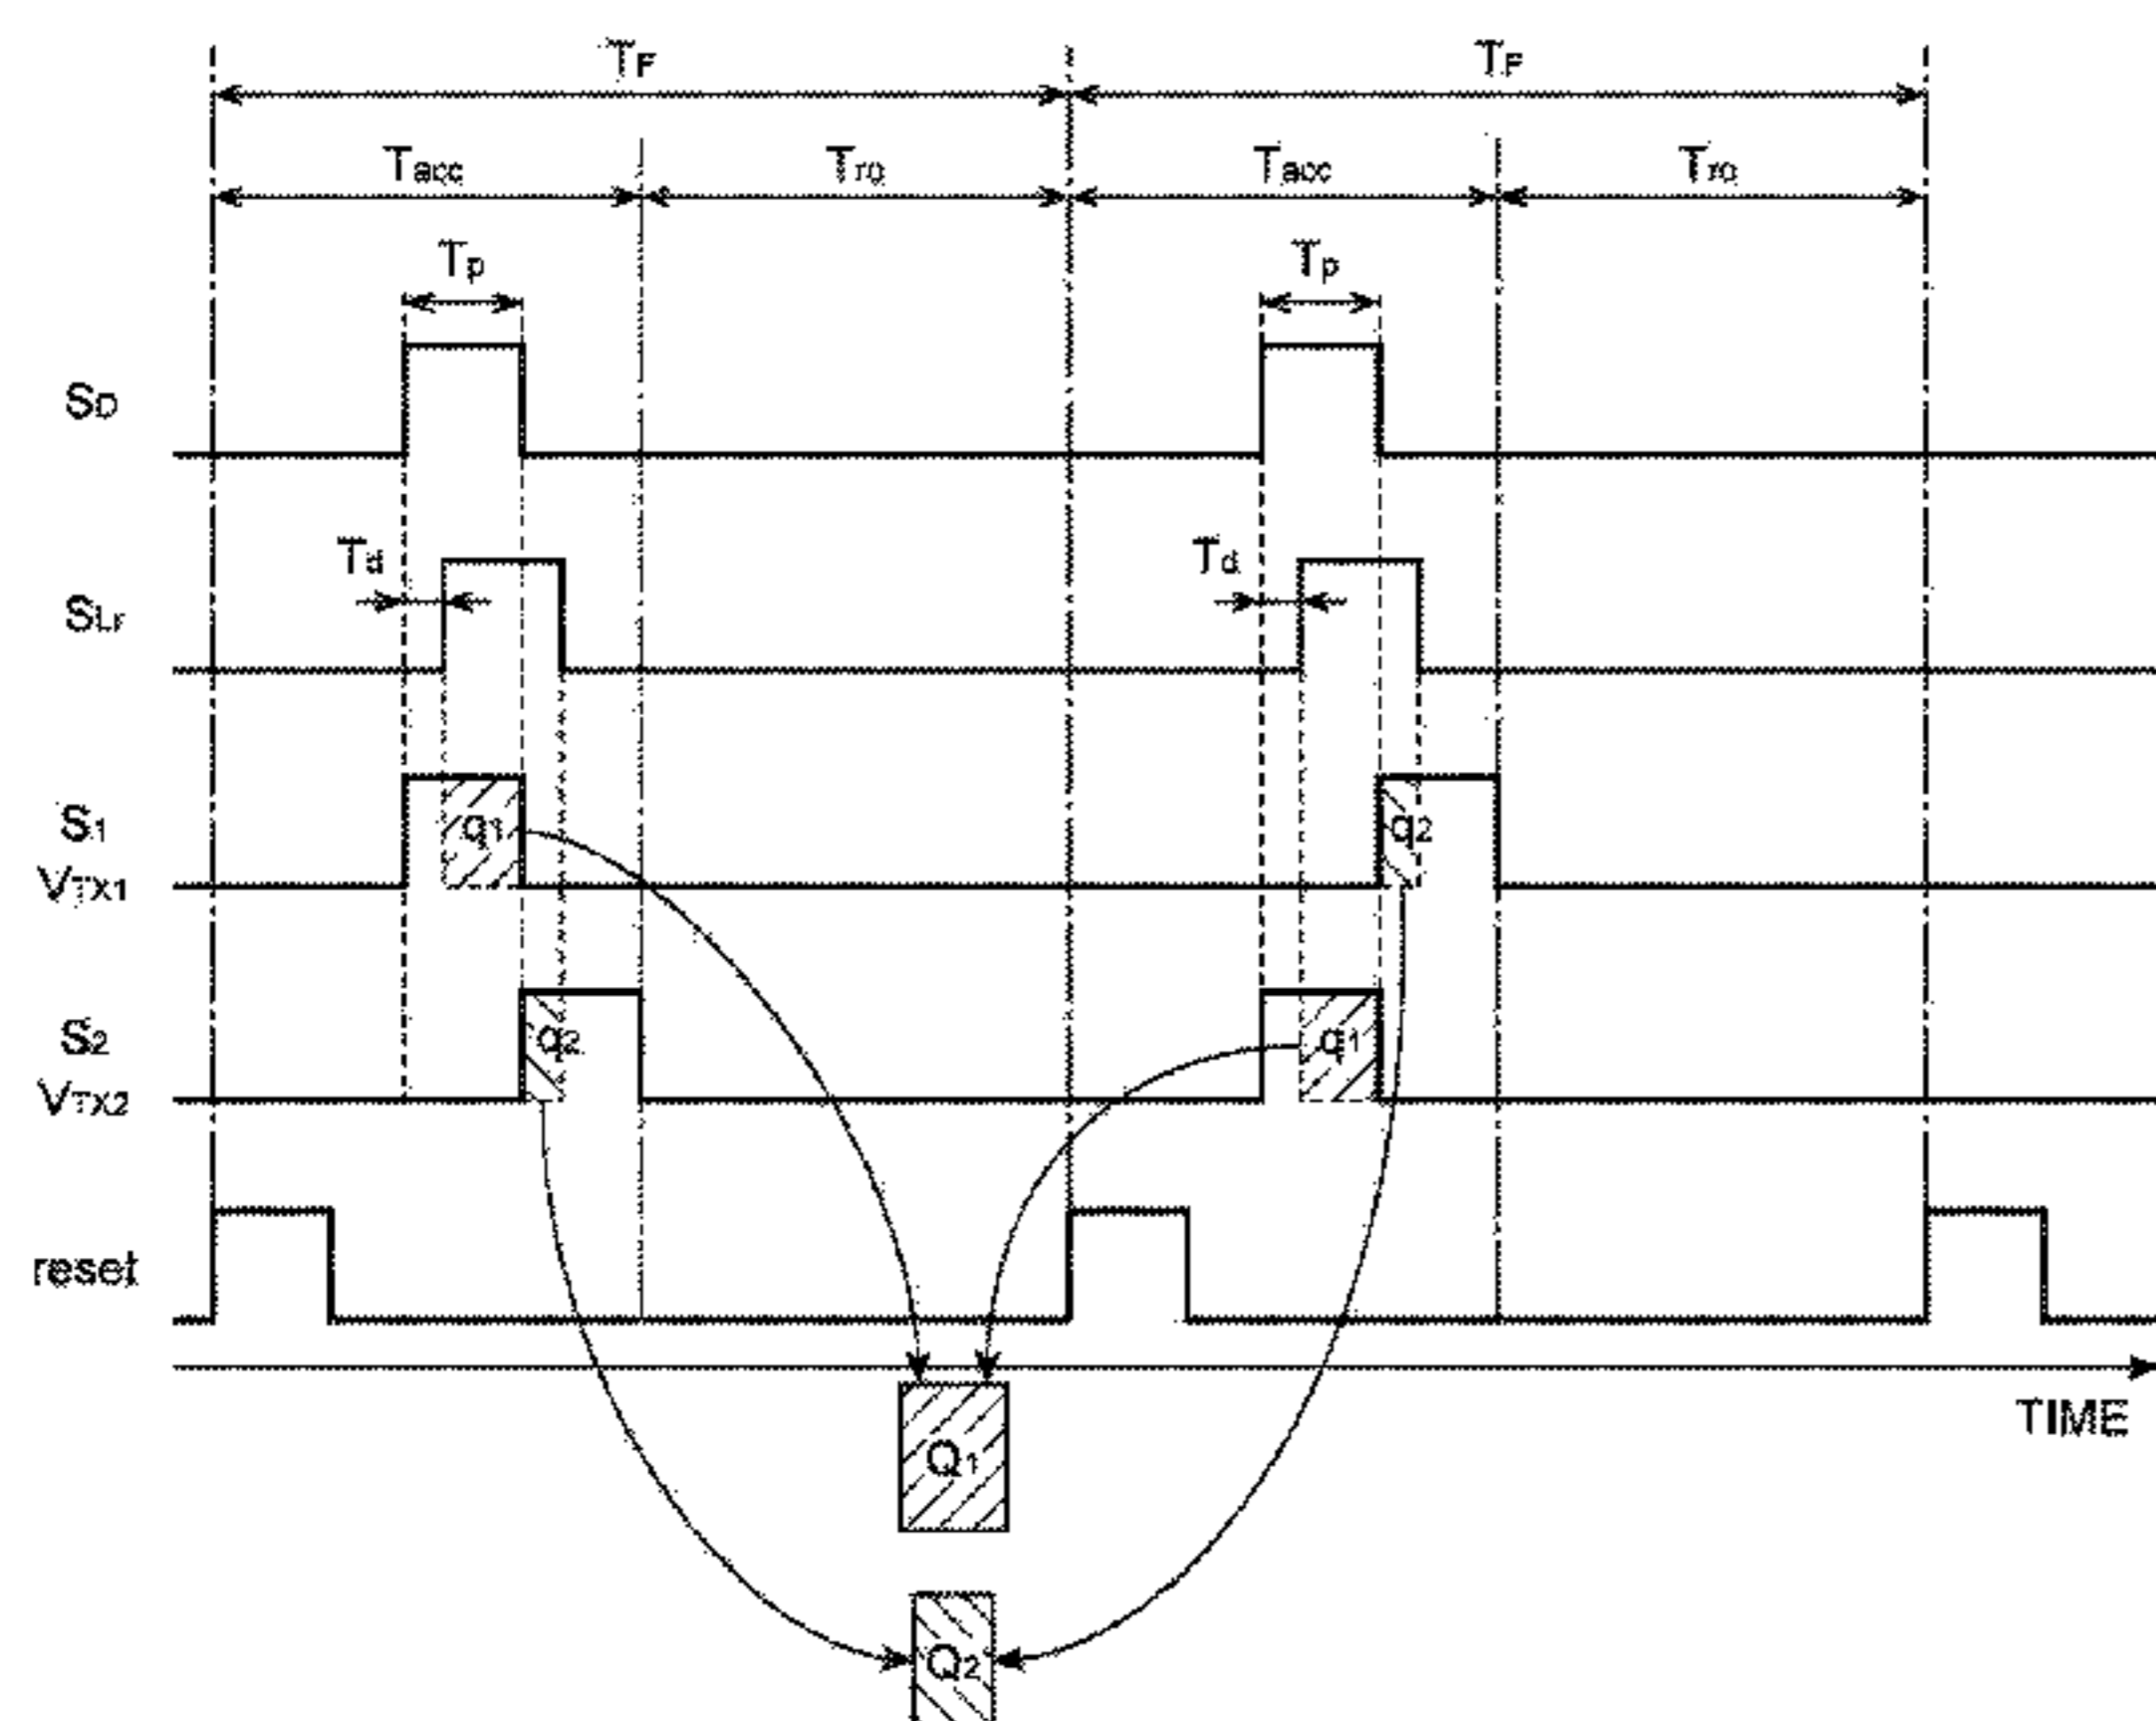 TF TF
Tacc Tro Tacc Tro
Tp Tp
SD
Td Td
SLr
S1 q1 q2
VTX1
S2 q2 q1
VTX2
reset
TIME
Q1
Q2